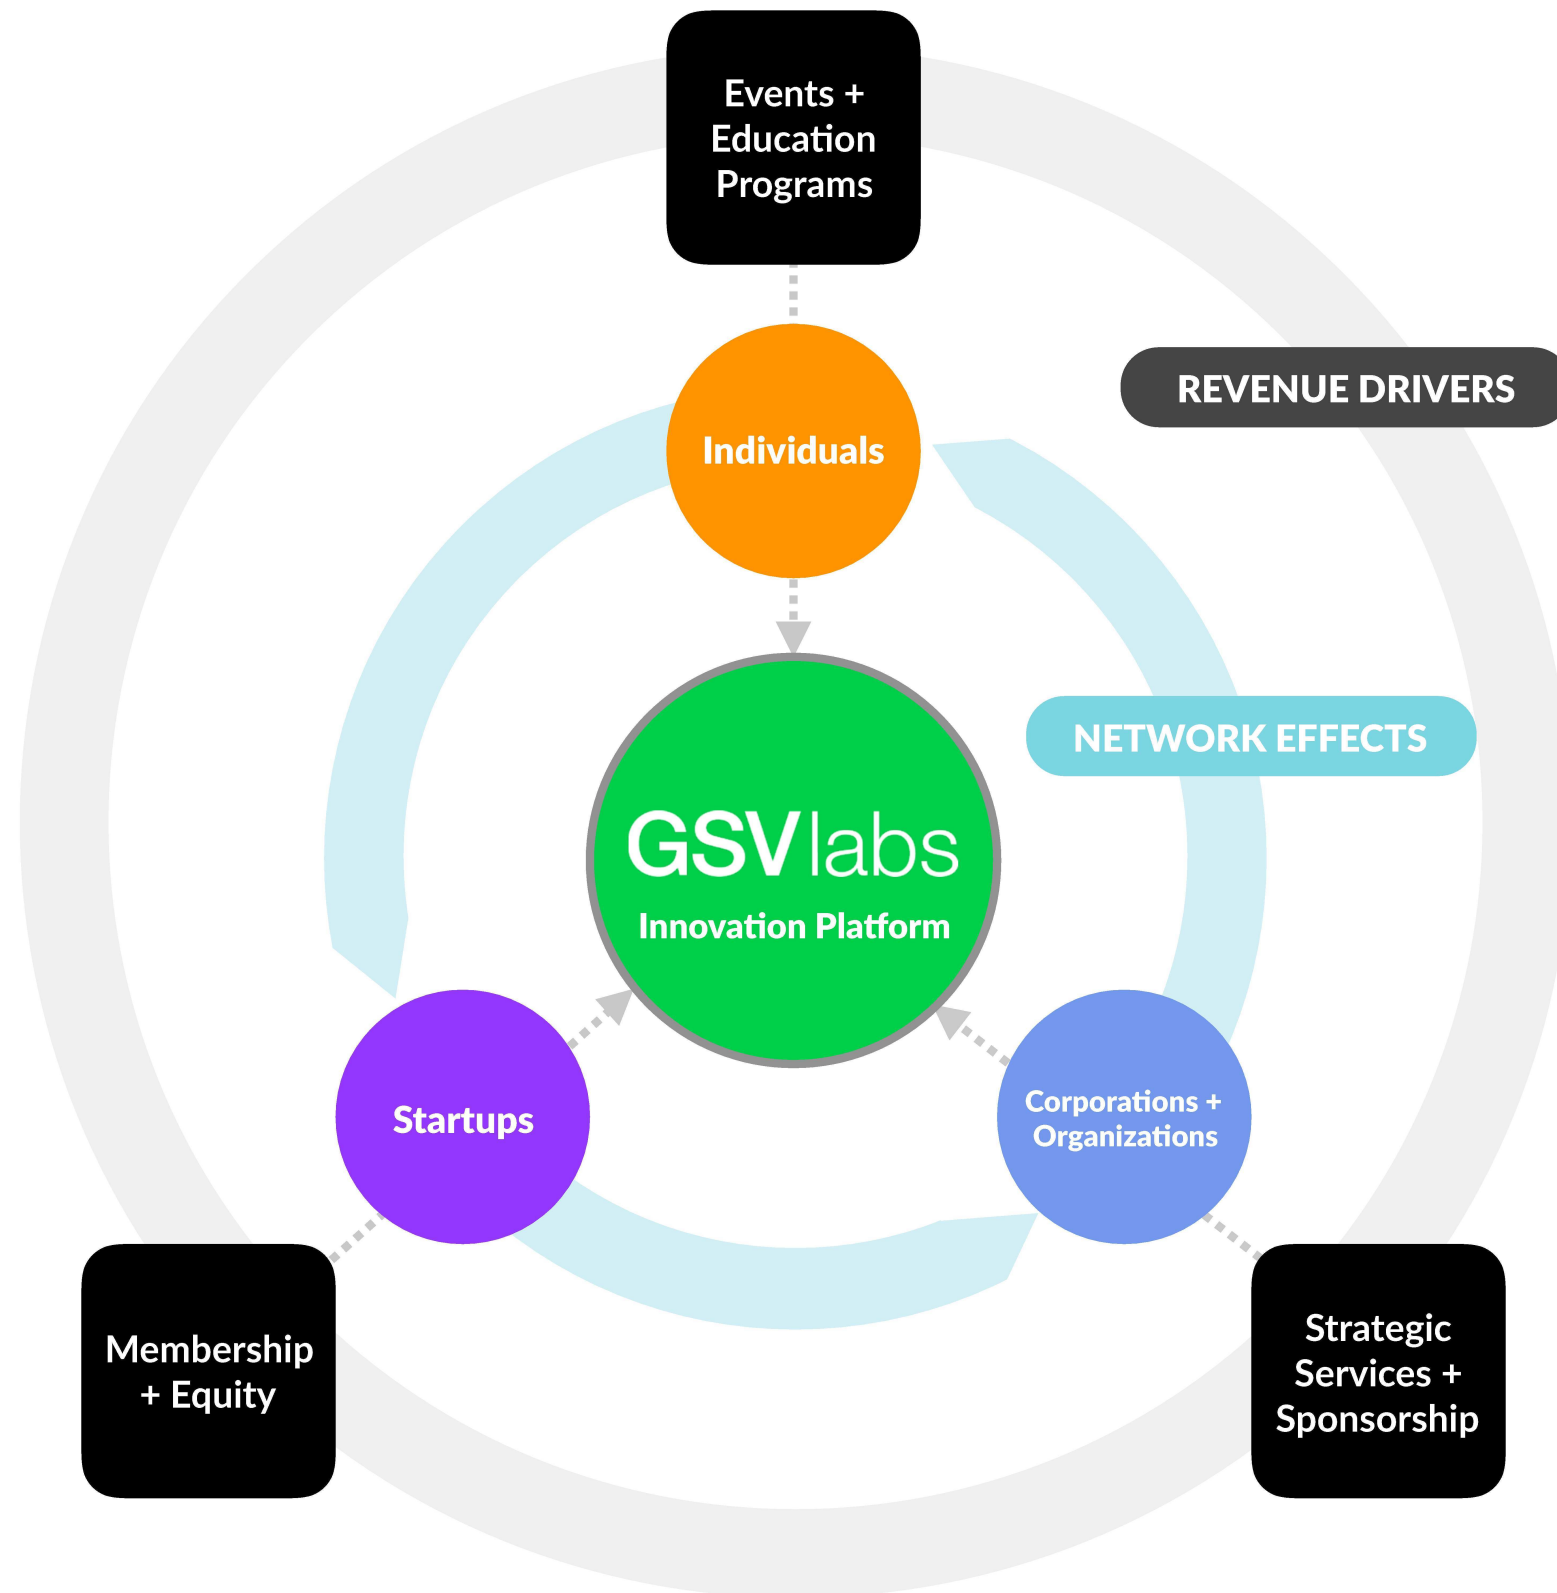 Events +
Education
Programs
REVENUE DRIVERS
Individuals
NETWORK EFFECTS
GSVlabs
Innovation Platform
Startups
Corporations +
Organizations
Membership
+ Equity
Strategic
Services +
Sponsorship